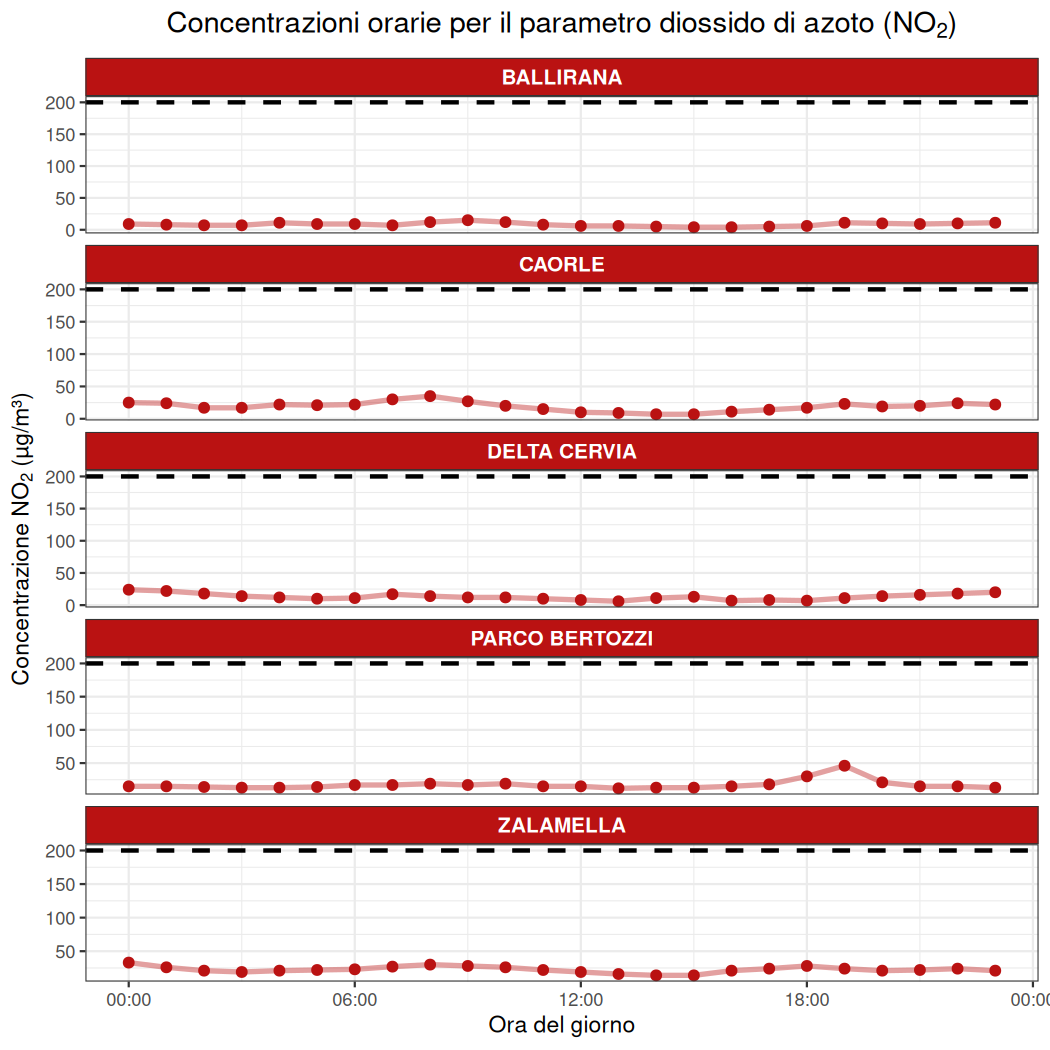 Concentrazioni orarie per il parametro diossido di azoto (NO₂)
Concentrazione NO₂ (µg/m³)
BALLIRANA
200
150
100
50
0
CAORLE
200
150
100
50
0
DELTA CERVIA
200
150
100
50
0
PARCO BERTOZZI
200
150
100
50
ZALAMELLA
200
150
100
50
00:00 06:00 12:00 18:00 00:0
Ora del giorno